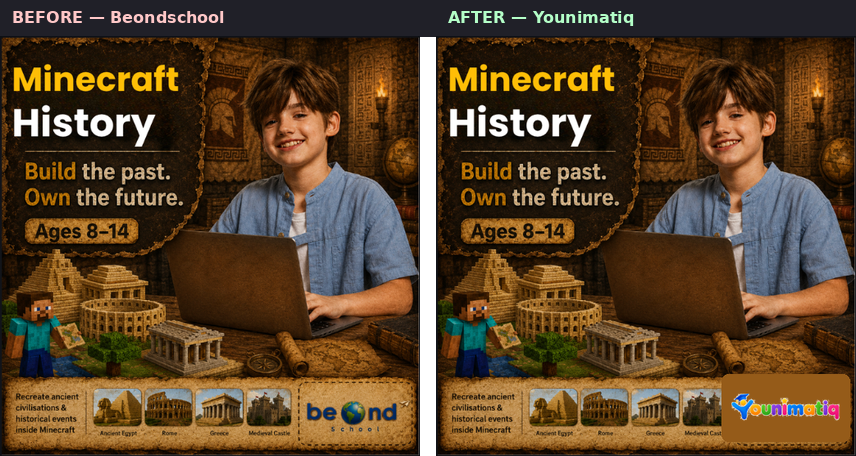 BEFORE — Beondschool
Minecraft
History
Build the past.
Own the future.
Ages 8–14
Recreate ancient
civilisations &
historical events
inside Minecraft
Ancient Egypt
Rome
Greece
Medieval Castle
beond
School
AFTER — Younimatiq
Minecraft
History
Build the past.
Own the future.
Ages 8–14
Recreate ancient
civilisations &
historical events
inside Minecraft
Ancient Egypt
Rome
Greece
Medieval Cas
Younimatiq